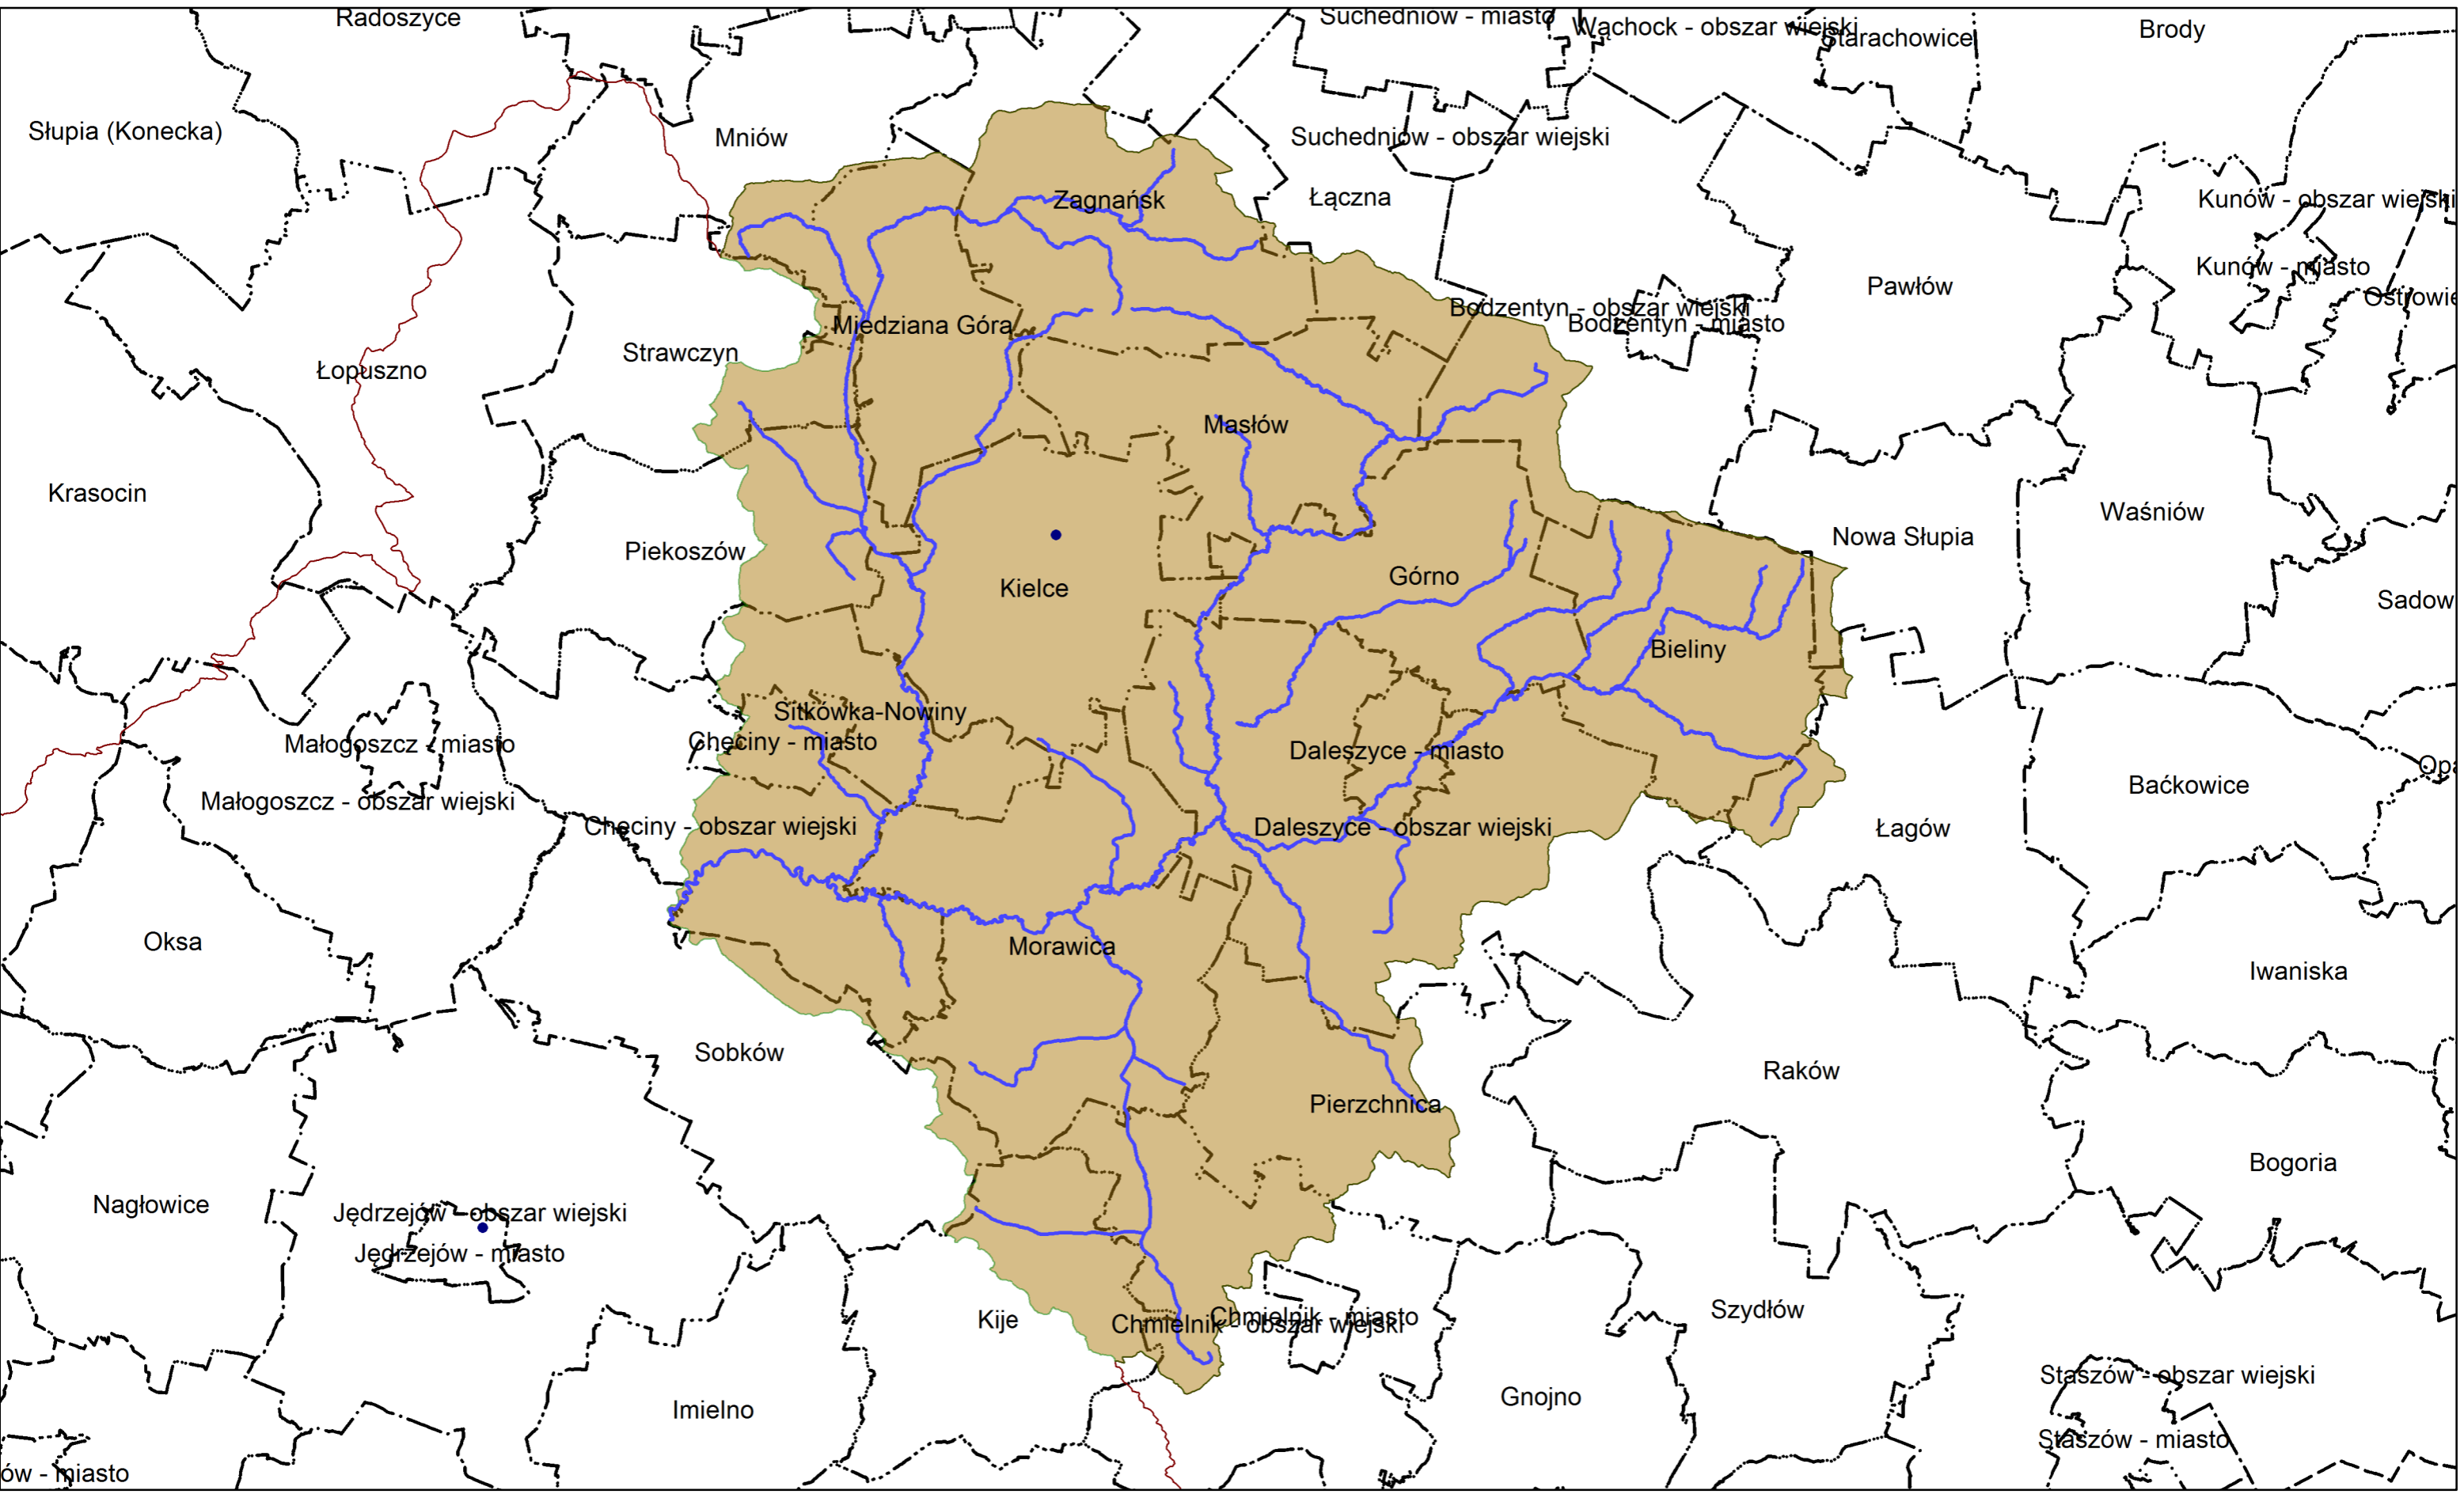 Radoszyce
Suchedniów - miasto
Wąchock - obszar wiejski
Starachowice
Brody
Słupia (Konecka)
Mniów
Suchedniów - obszar wiejski
Zagnańsk
Łączna
Kunów - obszar wiejski
Kunów - miasto
Pawłów
Ostrowie
Bodzentyn - obszar wiejski
Bodzentyn - miasto
Miedziana Góra
Strawczyn
Łopuszno
Masłów
Krasocin
Waśniów
Nowa Słupia
Piekoszów
Górno
Kielce
Sadow
Bieliny
Sitkówka-Nowiny
Chęciny - miasto
Małogoszcz - miasto
Daleszyce - miasto
Opa
Baćkowice
Małogoszcz - obszar wiejski
Chęciny - obszar wiejski
Daleszyce - obszar wiejski
Łagów
Oksa
Morawica
Iwaniska
Sobków
Raków
Pierzchnica
Bogoria
Nagłowice
Jędrzejów - obszar wiejski
Jędrzejów - miasto
Kije
Chmielnik - miasto
Chmielnik - obszar wiejski
Szydłów
Staszów - obszar wiejski
Gnojno
Imielno
Staszów - miasto
ów - miasto